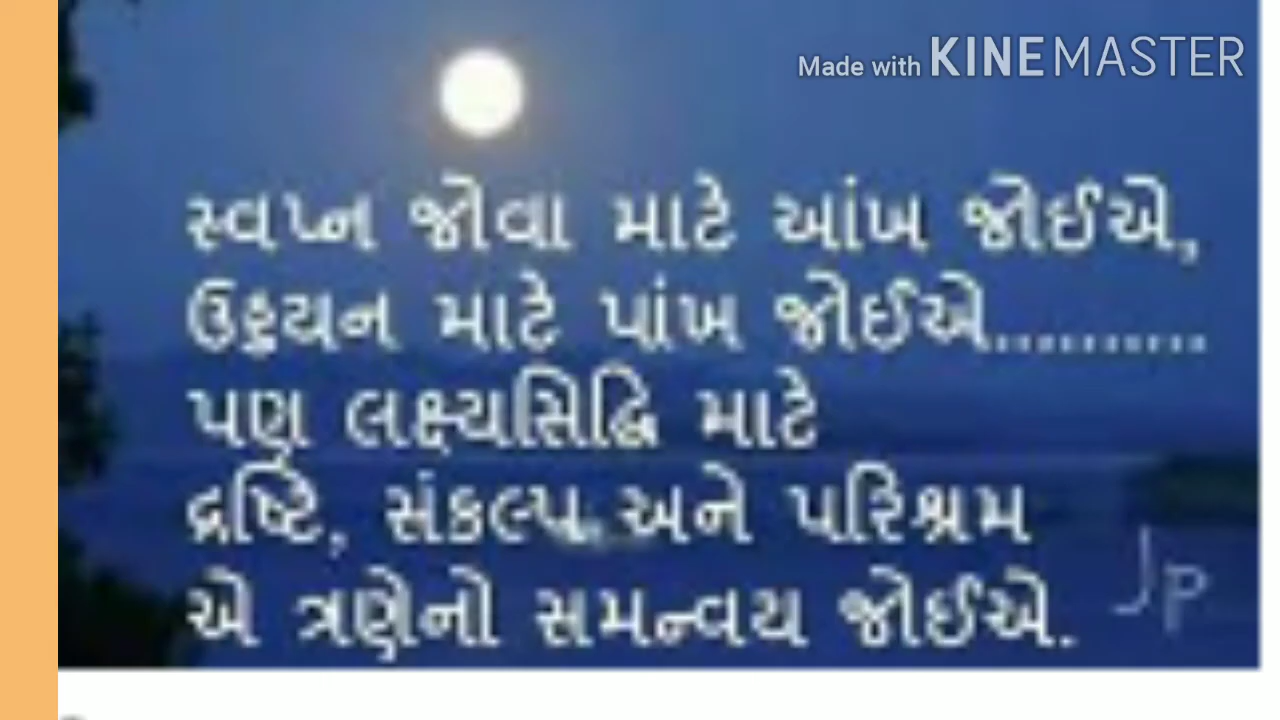 Made with KINEMASTER
સ્વપ્ન જોવા માટે આંખ જોઈએ,
ઉડ્ડયન માટે પાંખ જોઈએ..........
પણ લક્ષ્યસિદ્ધિ માટે
દ્રષ્ટિ, સંકલ્પ અને પરિશ્રમ
એ ત્રણેનો સમન્વય જોઈએ.
Jp